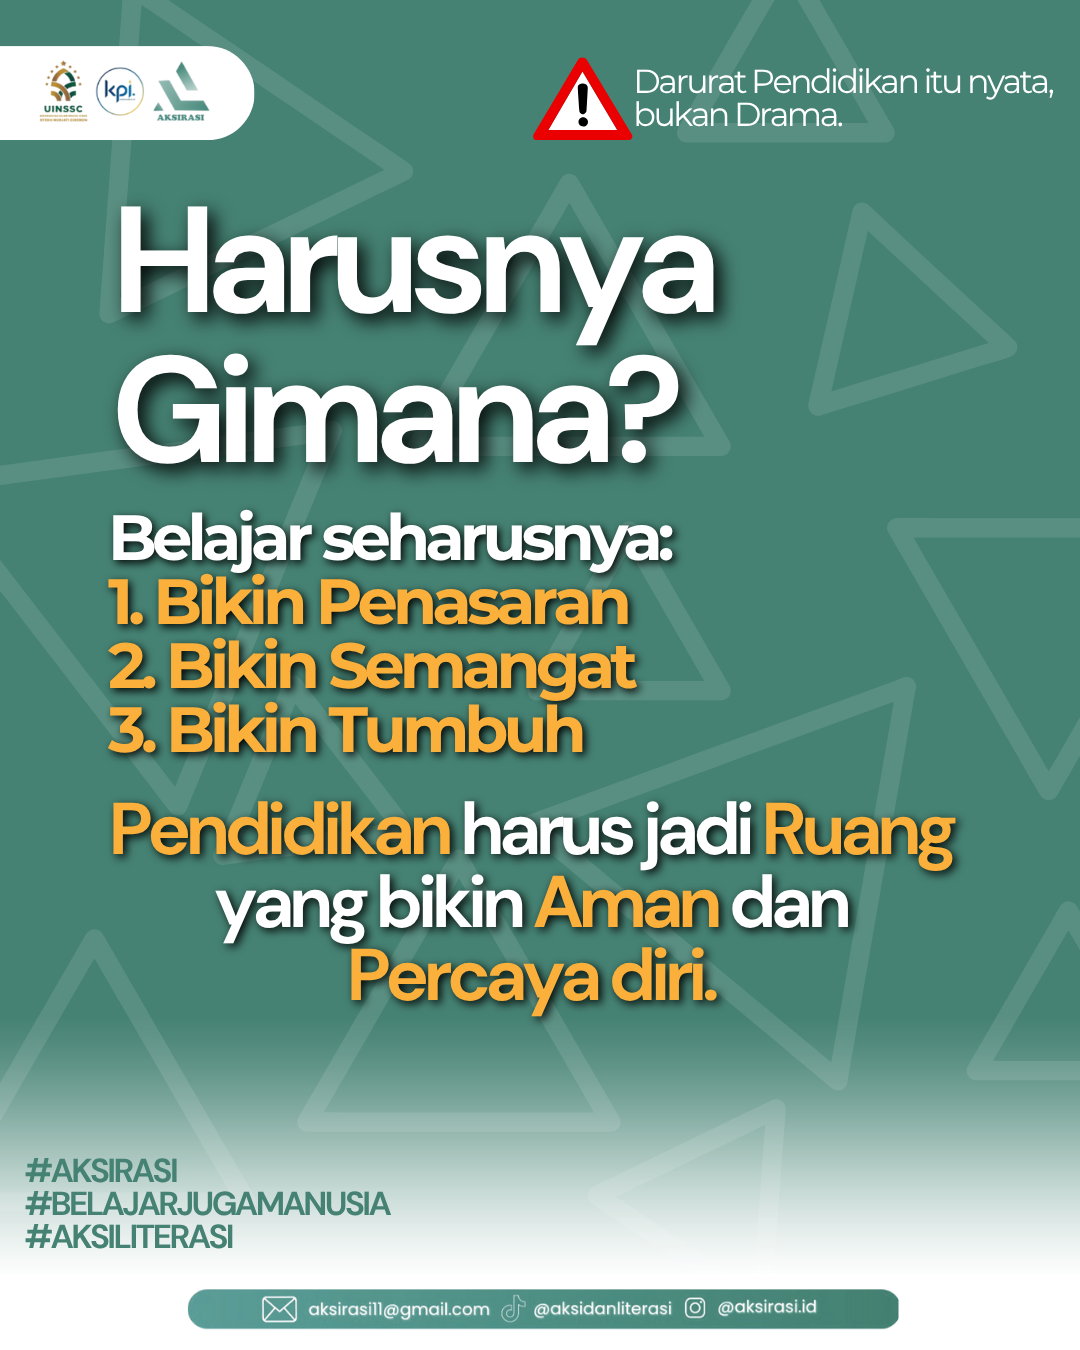 UINSSC
kpi.
AKSIRASI
Darurat Pendidikan itu nyata,
bukan Drama.
Harusnya
Gimana?
Belajar seharusnya:
1. Bikin Penasaran
2. Bikin Semangat
3. Bikin Tumbuh
Pendidikan harus jadi Ruang
yang bikin Aman dan
Percaya diri.
#AKSIRASI
#BELAJARJUGAMANUSIA
#AKSILITERASI
aksirasi11@gmail.com @aksidanliterasi @aksirasi.id